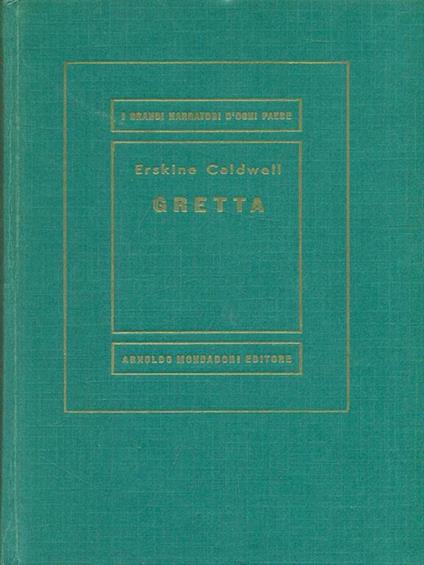 I GRANDI NARRATORI D'OGNI PAESE
Erskine Caldwell
GRETTA
ARNOLDO MONDADORI EDITORE